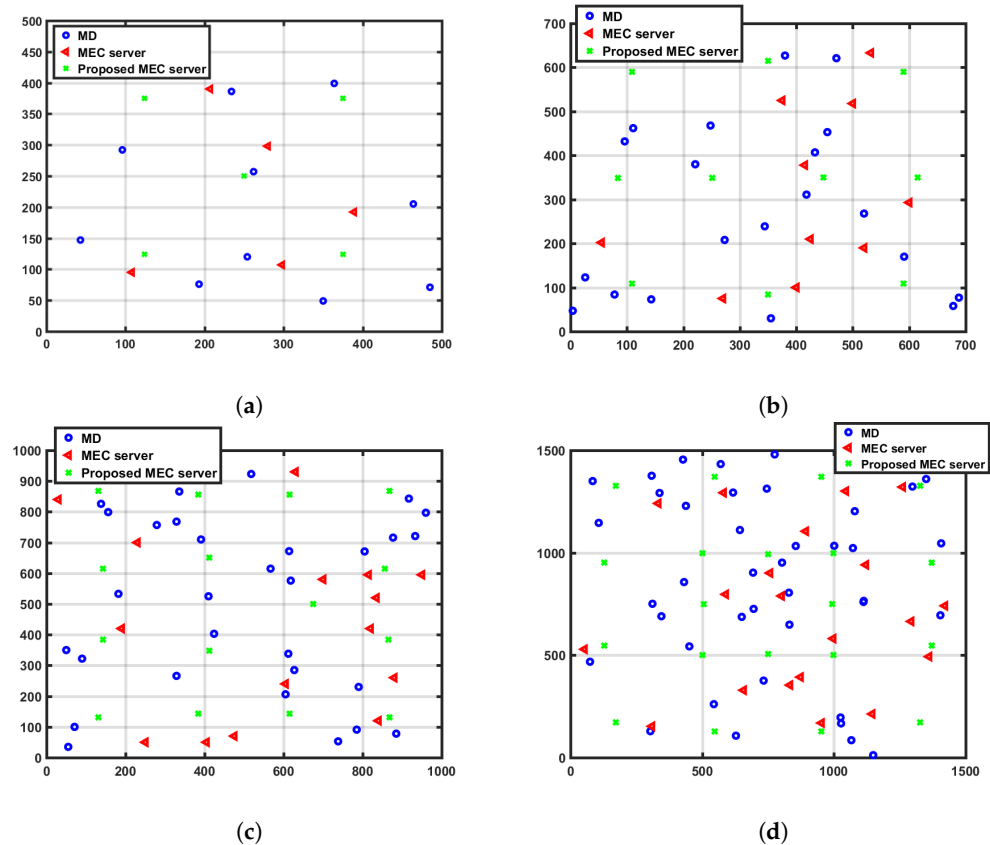 MD
MEC server
Proposed MEC server
500
450
400
350
300
250
200
150
100
50
0
0 100 200 300 400 500
(a)
MD
MEC server
Proposed MEC server
700
600
500
400
300
200
100
0
0 100 200 300 400 500 600 700
(b)
MD
MEC server
Proposed MEC server
1000
900
800
700
600
500
400
300
200
100
0
0 200 400 600 800 1000
(c)
MD
MEC server
Proposed MEC server
1500
1000
500
0
0 500 1000 1500
(d)